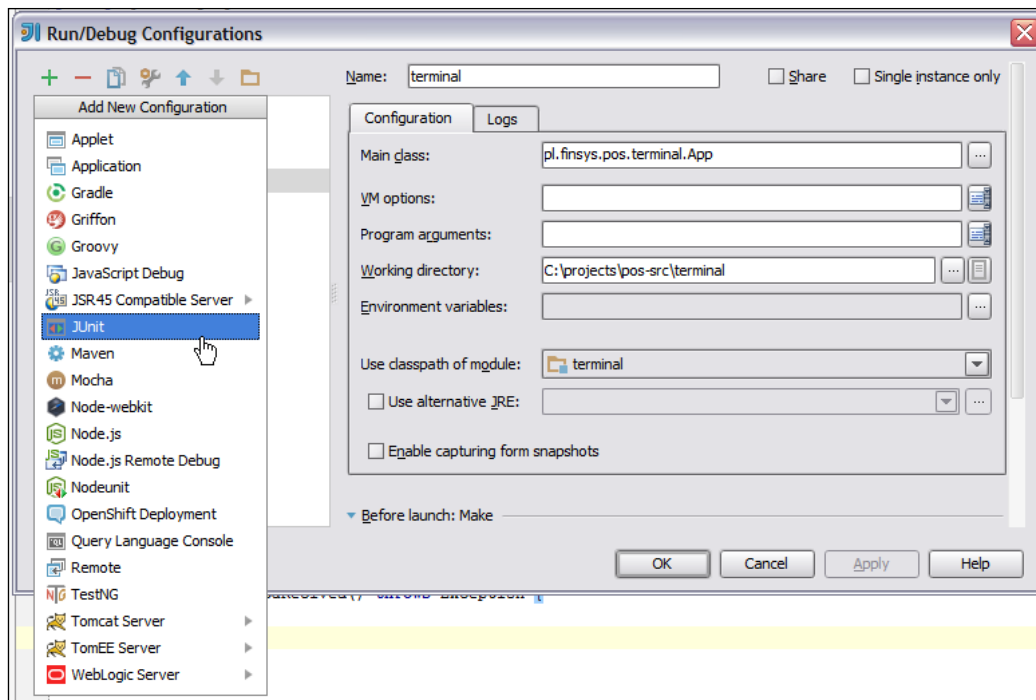 Run/Debug Configurations
Name: terminal Share Single instance only
Add New Configuration
Applet
Application
Gradle
Griffon
Groovy
JavaScript Debug
JSR45 Compatible Server
JUnit
Maven
Mocha
Node-webkit
Node.js
Node.js Remote Debug
Nodeunit
OpenShift Deployment
Query Language Console
Remote
TestNG
Tomcat Server
TomEE Server
WebLogic Server
Configuration Logs
Main class: pl.finsys.pos.terminal.App ...
VM options:
Program arguments:
Working directory: C:\projects\pos-src\terminal ...
Environment variables: ...
Use classpath of module: terminal
Use alternative JRE: ...
Enable capturing form snapshots
Before launch: Make
OK Cancel Apply Help
() throws Exception {